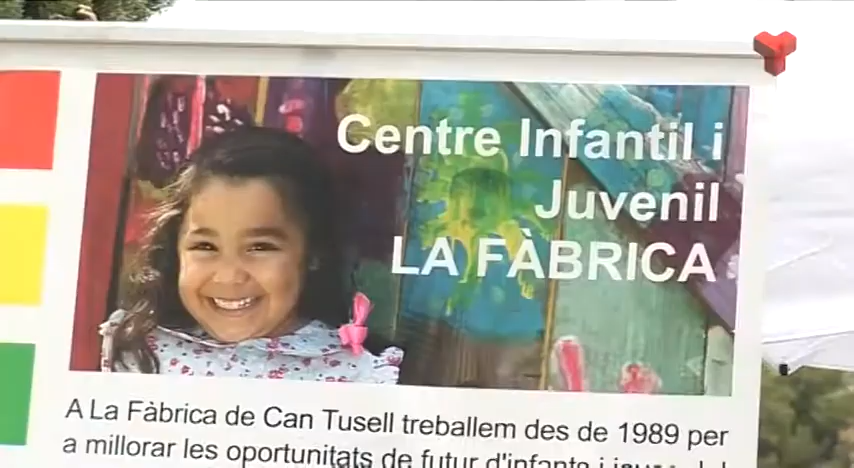 Centre Infantil i
Juvenil
LA FÀBRICA
A La Fàbrica de Can Tusell treballem des de 1989 per
a millorar les oportunitats de futur d'infants i